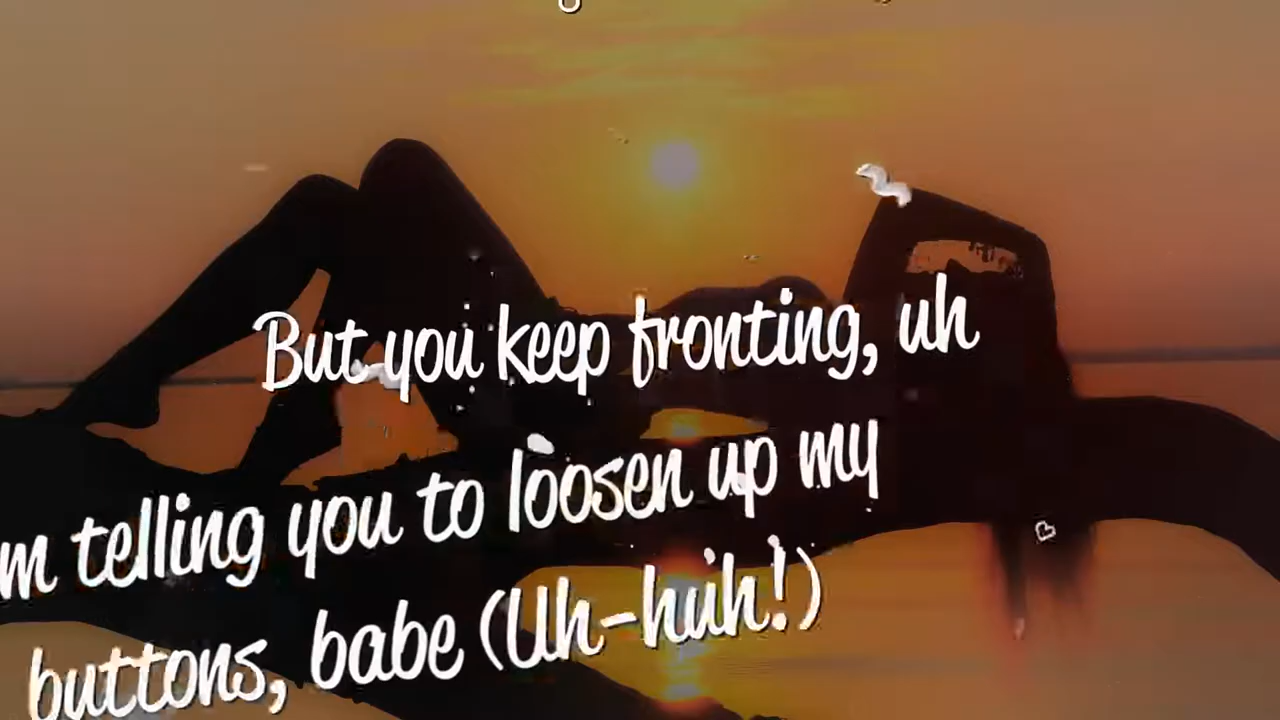 But you keep fronting, uh
m telling you to loosen up my
buttons, babe (Uh-huh!)